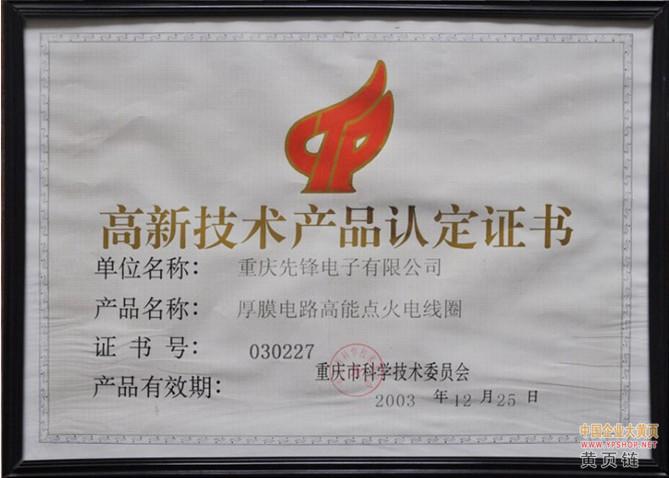 高新技术产品认定证书
单位名称： 重庆先锋电子有限公司
产品名称： 厚膜电路高能点火电线圈
证 书 号： 030227
产品有效期：
重庆市科学技术委员会
2003 年 12 月 25 日
中国企业大黄页
WWW.YPSHOP.NET
黄页链